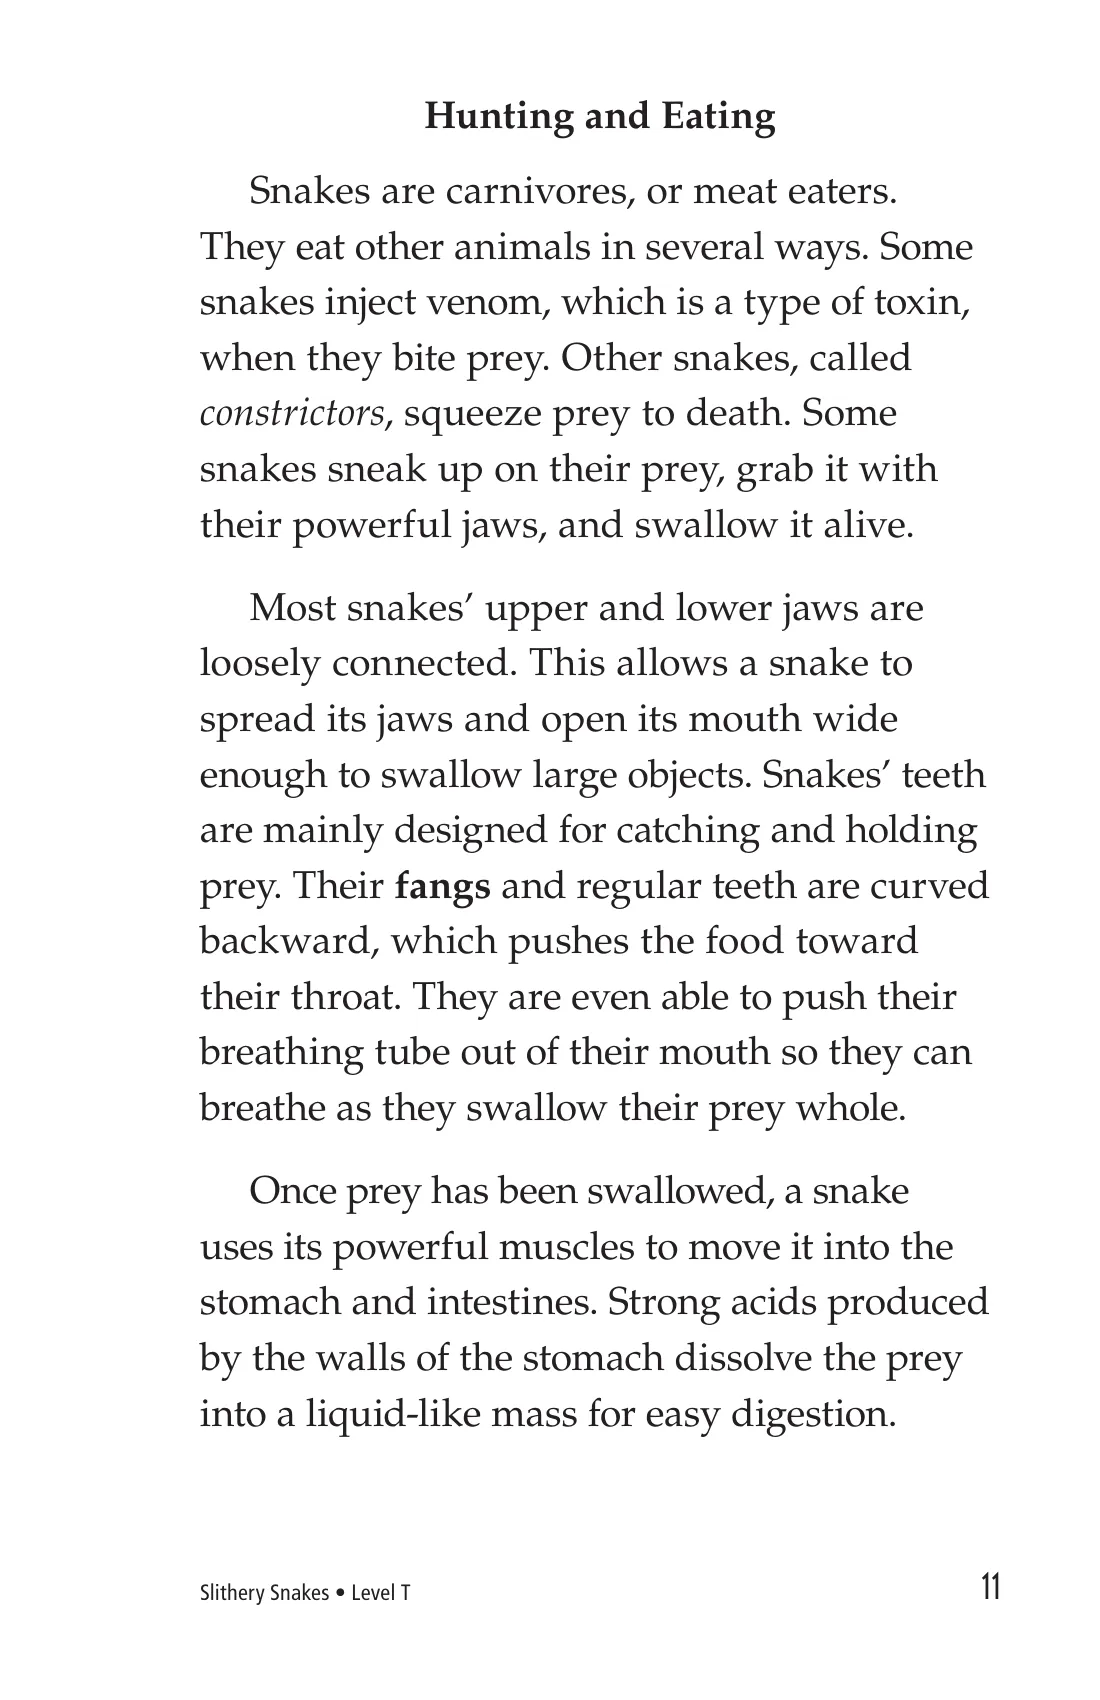 Hunting and Eating
Snakes are carnivores, or meat eaters.
They eat other animals in several ways. Some
snakes inject venom, which is a type of toxin,
when they bite prey. Other snakes, called
constrictors, squeeze prey to death. Some
snakes sneak up on their prey, grab it with
their powerful jaws, and swallow it alive.
Most snakes’ upper and lower jaws are
loosely connected. This allows a snake to
spread its jaws and open its mouth wide
enough to swallow large objects. Snakes’ teeth
are mainly designed for catching and holding
prey. Their fangs and regular teeth are curved
backward, which pushes the food toward
their throat. They are even able to push their
breathing tube out of their mouth so they can
breathe as they swallow their prey whole.
Once prey has been swallowed, a snake
uses its powerful muscles to move it into the
stomach and intestines. Strong acids produced
by the walls of the stomach dissolve the prey
into a liquid-like mass for easy digestion.
Slithery Snakes • Level T
11